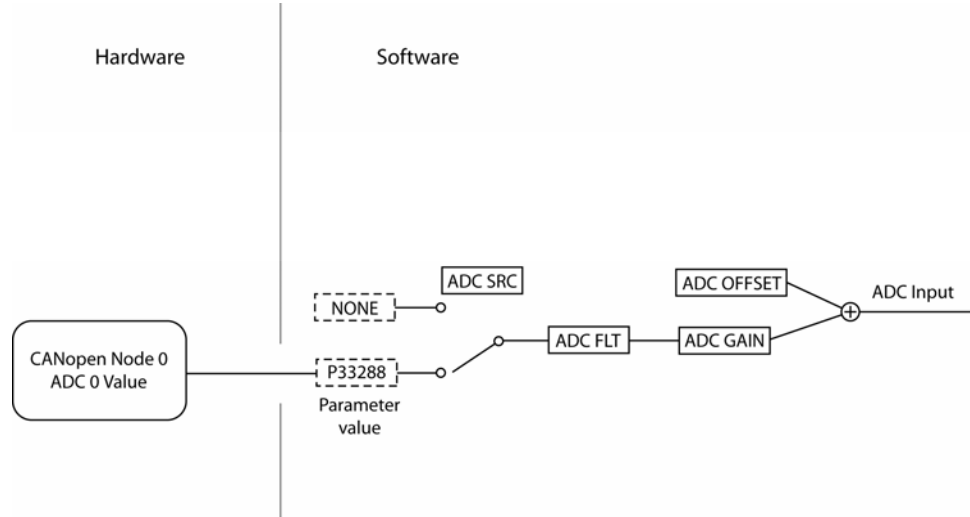 Hardware
Software
ADC SRC
ADC OFFSET
ADC Input
NONE
CANopen Node 0
ADC 0 Value
P33288
ADC FLT
ADC GAIN
Parameter
value